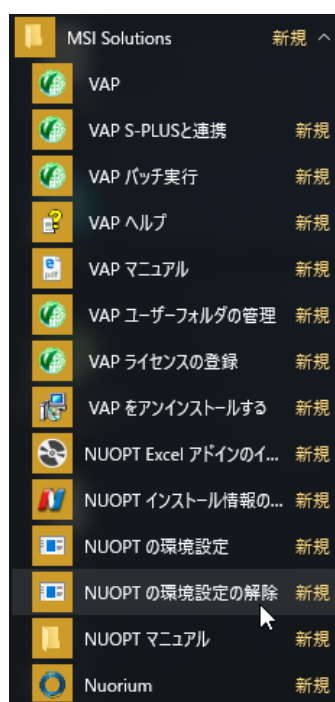 MSI Solutions 新規
VAP
VAP S-PLUSと連携 新規
VAP バッチ実行 新規
VAP ヘルプ 新規
VAP マニュアル 新規
VAP ユーザーフォルダの管理 新規
VAP ライセンスの登録 新規
VAP をアンインストールする 新規
NUOPT Excel アドインのイ... 新規
NUOPT インストール情報の... 新規
NUOPT の環境設定 新規
NUOPT の環境設定の解除 新規
NUOPT マニュアル 新規
Nuorium 新規